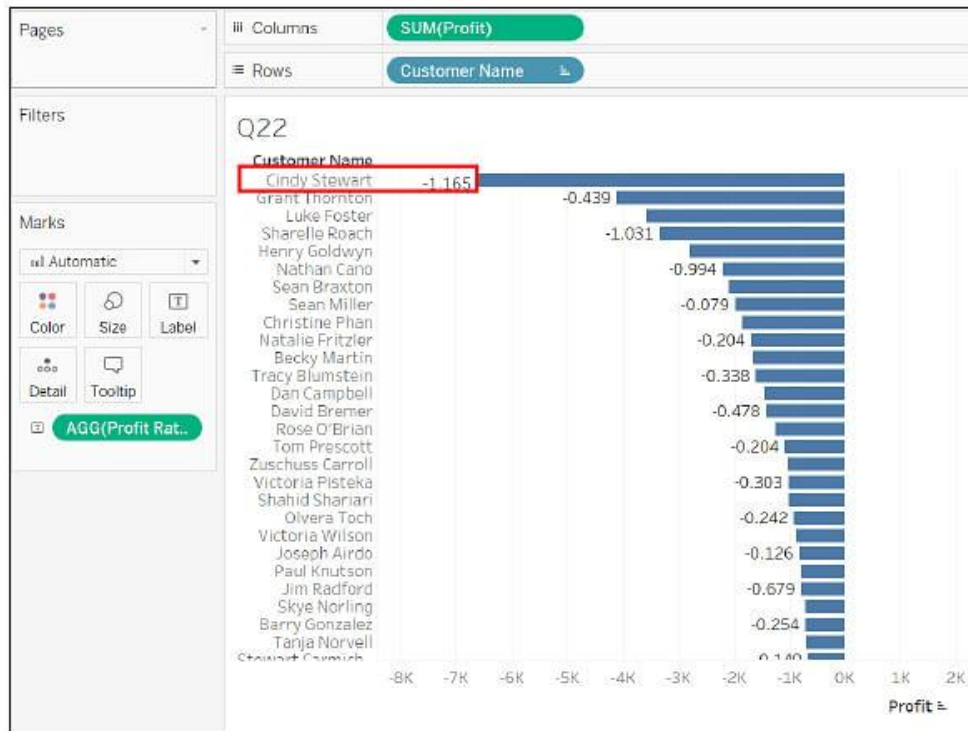 Pages
iii Columns SUM(Profit)
Rows Customer Name
Filters
Q22
Customer Name
Cindy Stewart -1.165
Grant Thornton -0.439
Luke Foster
Sharelle Roach -1.031
Henry Goldwyn
Marks
Nathan Cano -0.994
Automatic
Sean Braxton
Sean Miller -0.079
Christine Phan
Color Size Label
Natalie Fritzler -0.204
Becky Martin
Tracy Blumstein -0.338
Detail Tooltip
Dan Campbell
David Bremer -0.478
AGG(Profit Rat..
Rose O'Brian
Tom Prescott -0.204
Zuschuss Carroll
Victoria Pisteka -0.303
Shahid Shariari
Olvera Toch -0.242
Victoria Wilson
Joseph Airdo -0.126
Paul Knutson
Jim Radford -0.679
Skye Norling
Barry Gonzalez -0.254
Tanja Norvell
Stewart Carmich.. -0.140
-8K -7K -6K -5K -4K -3K -2K -1K 0K 1K 2K
Profit